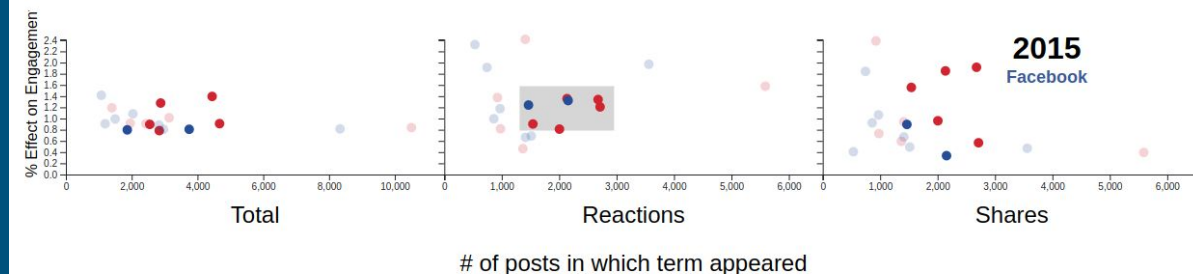 % Effect on Engagemen
2.4
2.2
2.0
1.8
1.6
1.4
1.2
1.0
0.8
0.6
0.4
0.2
0.0
0 2,000 4,000 6,000 8,000 10,000
Total
0 1,000 2,000 3,000 4,000 5,000 6,000
Reactions
2015
Facebook
0 1,000 2,000 3,000 4,000 5,000 6,000
Shares
# of posts in which term appeared